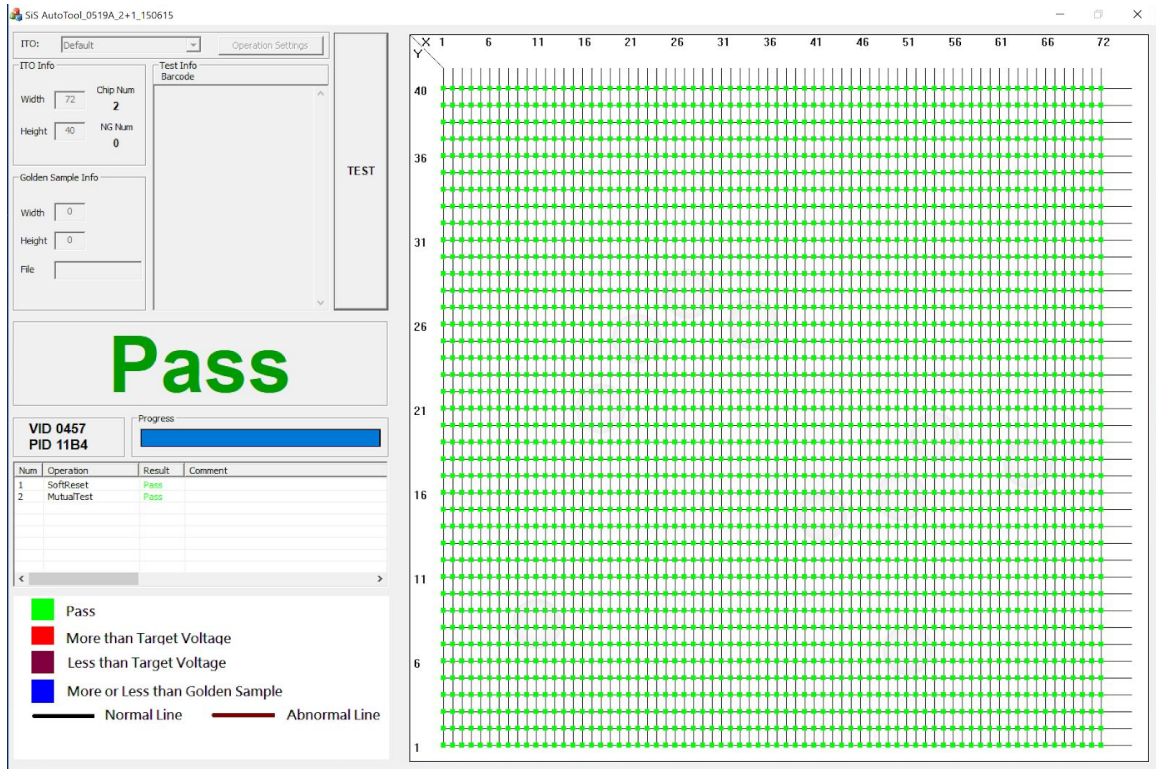 SiS AutoTool_0519A_2+1_150615
ITO: Default Operation Settings
ITO Info
Width 72 Chip Num 2
Height 40 NG Num 0
Test Info
Barcode
TEST
Golden Sample Info
Width 0
Height 0
File
Pass
VID 0457
PID 11B4
Progress
Num Operation Result Comment
1 SoftReset Pass
2 MutualTest Pass
Pass
More than Target Voltage
Less than Target Voltage
More or Less than Golden Sample
Normal Line Abnormal Line
X 1 6 11 16 21 26 31 36 41 46 51 56 61 66 72
Y
40
36
31
26
21
16
11
6
1